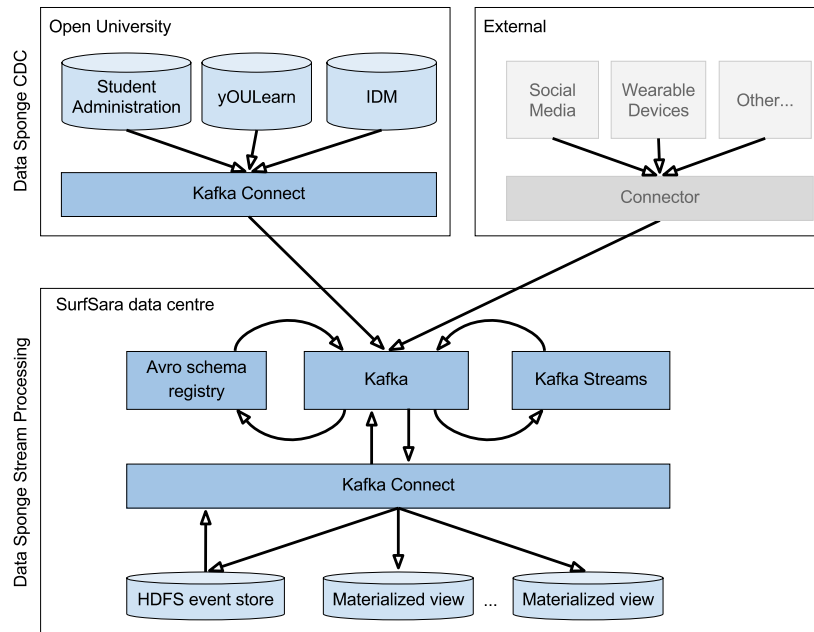 Open University
External
Data Sponge CDC
Student
Administration
yOULearn
IDM
Social
Media
Wearable
Devices
Other...
Kafka Connect
Connector
SurfSara data centre
Data Sponge Stream Processing
Avro schema
registry
Kafka
Kafka Streams
Kafka Connect
HDFS event store
Materialized view
...
Materialized view